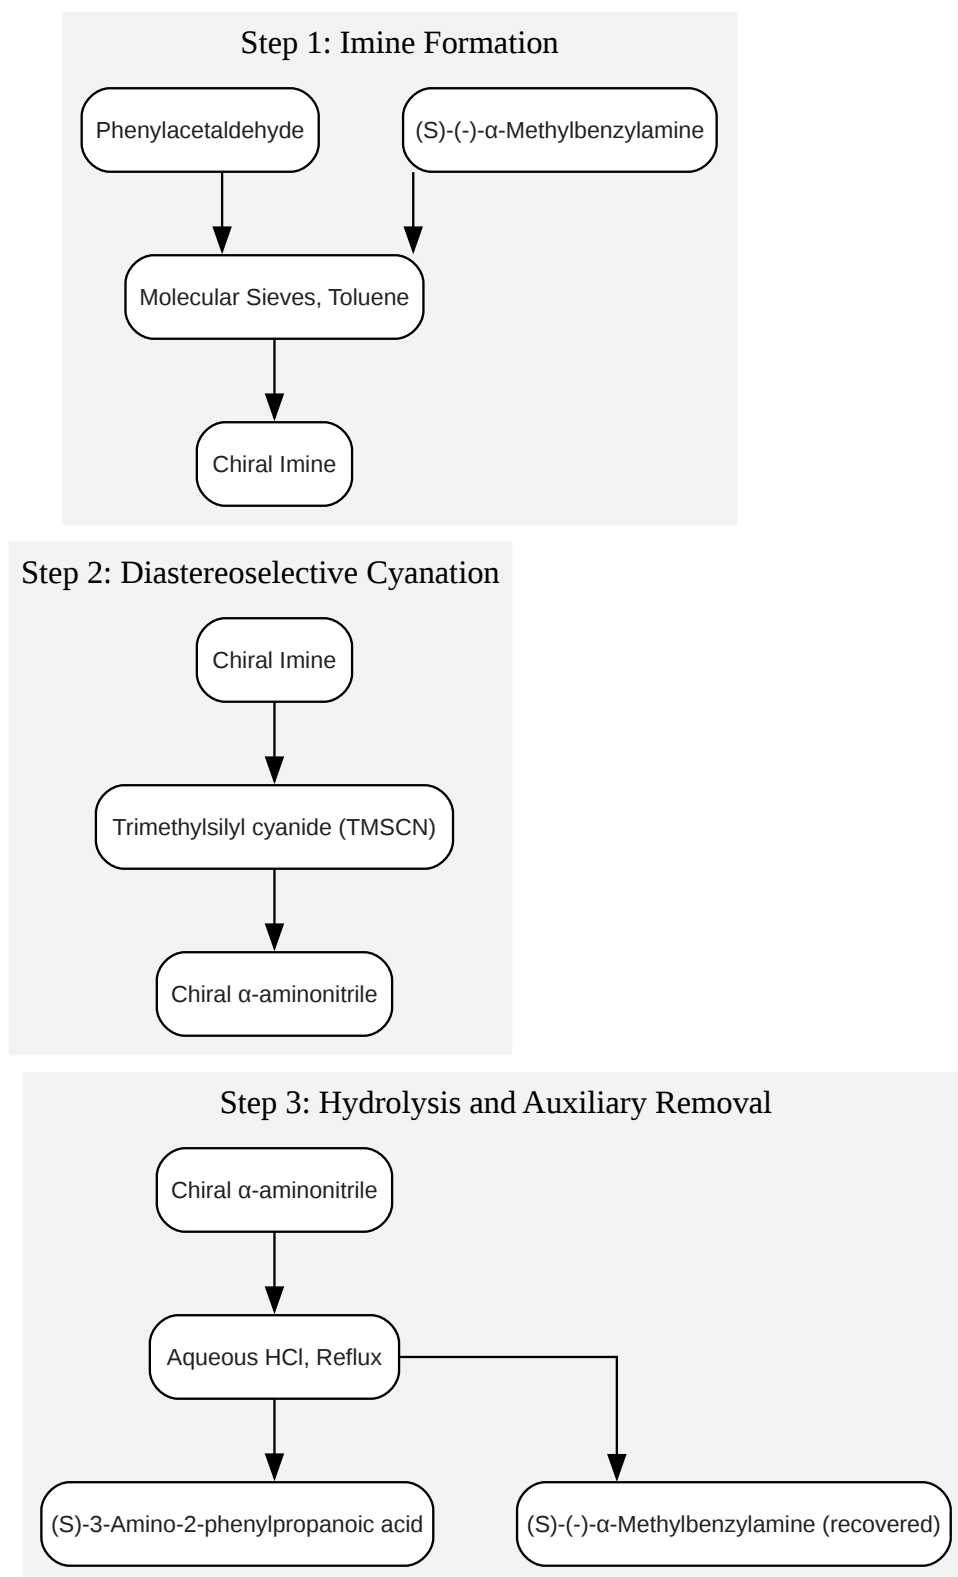 Step 1: Imine Formation
Phenylacetaldehyde
(S)-(-)-α-Methylbenzylamine
Molecular Sieves, Toluene
Chiral Imine
Step 2: Diastereoselective Cyanation
Chiral Imine
Trimethylsilyl cyanide (TMSCN)
Chiral α-aminonitrile
Step 3: Hydrolysis and Auxiliary Removal
Chiral α-aminonitrile
Aqueous HCl, Reflux
(S)-3-Amino-2-phenylpropanoic acid
(S)-(-)-α-Methylbenzylamine (recovered)